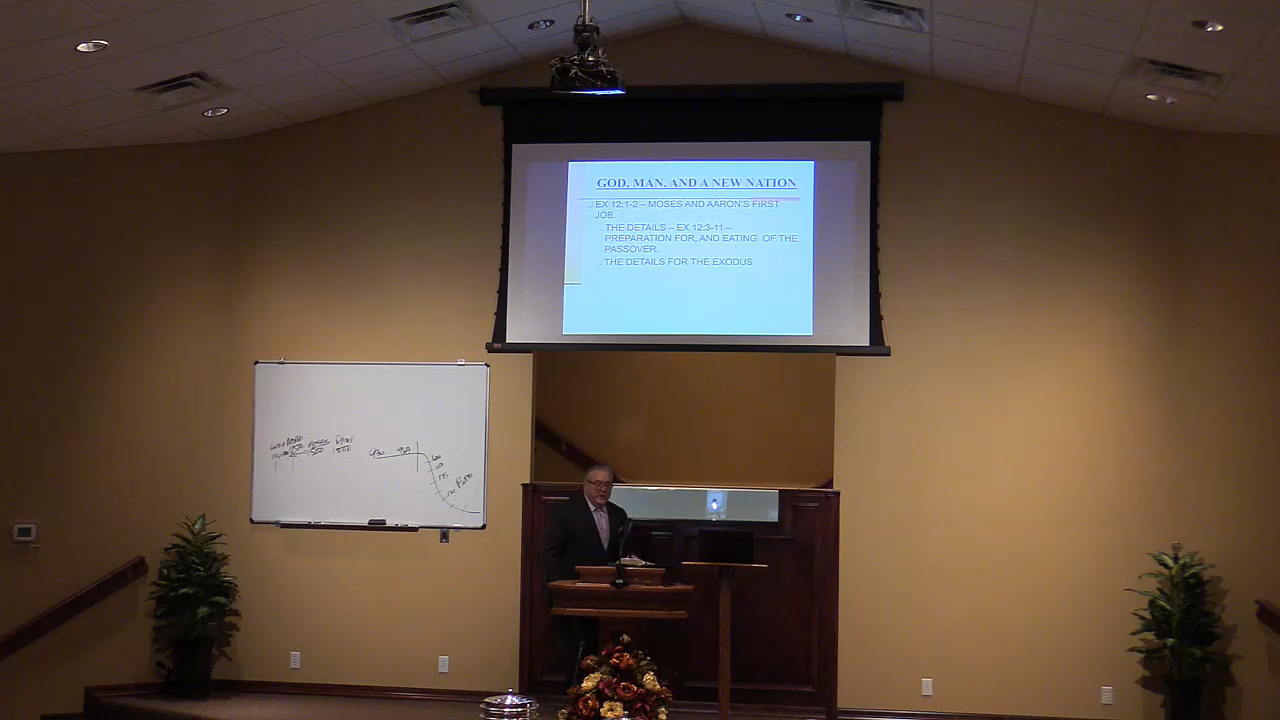 GOD, MAN, AND A NEW NATION
EX 12:1-2 – MOSES AND AARON'S FIRST
JOB.
THE DETAILS – EX 12:3-11 –
PREPARATION FOR, AND EATING OF THE
PASSOVER.
THE DETAILS FOR THE EXODUS
MOSES